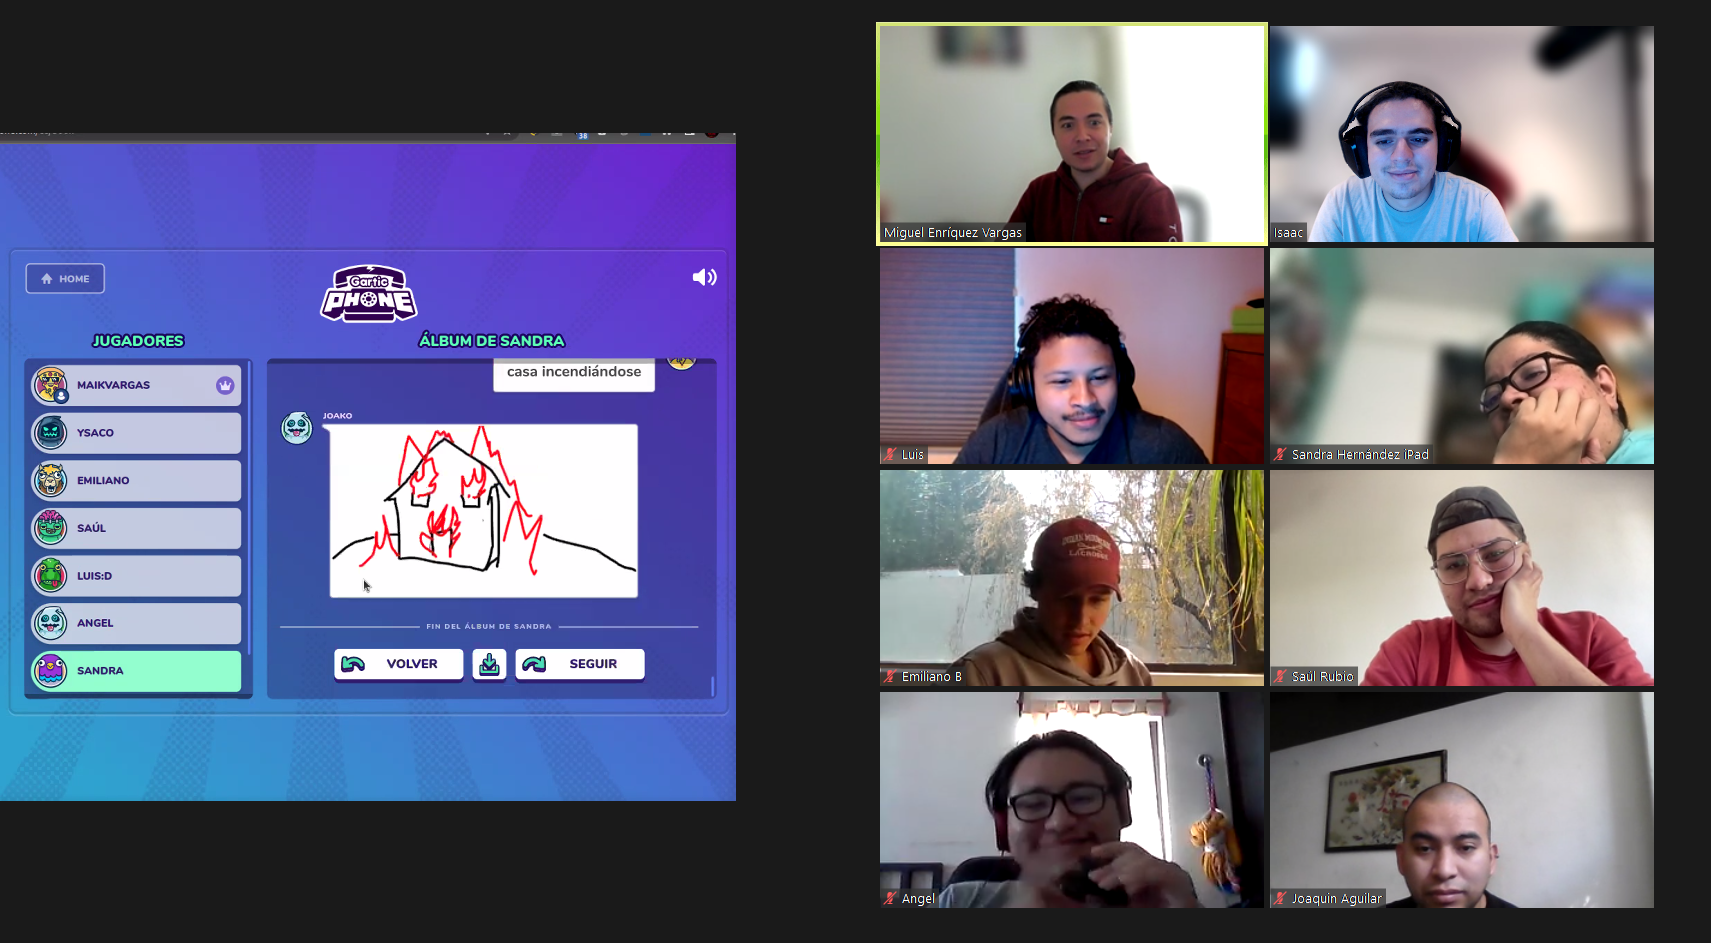 HOME
Gartic
PHONE
JUGADORES
ÁLBUM DE SANDRA
MAIKVARGAS
YSACO
EMILIANO
SAÚL
LUIS:D
ANGEL
SANDRA
casa incendiándose
JOAKO
FIN DEL ÁLBUM DE SANDRA
VOLVER
SEGUIR
38
Miguel Enríquez Vargas
Isaac
Luis
Sandra Hernández iPad
LACROSSE
Emiliano B
Saúl Rubio
Angel
Joaquin Aguilar